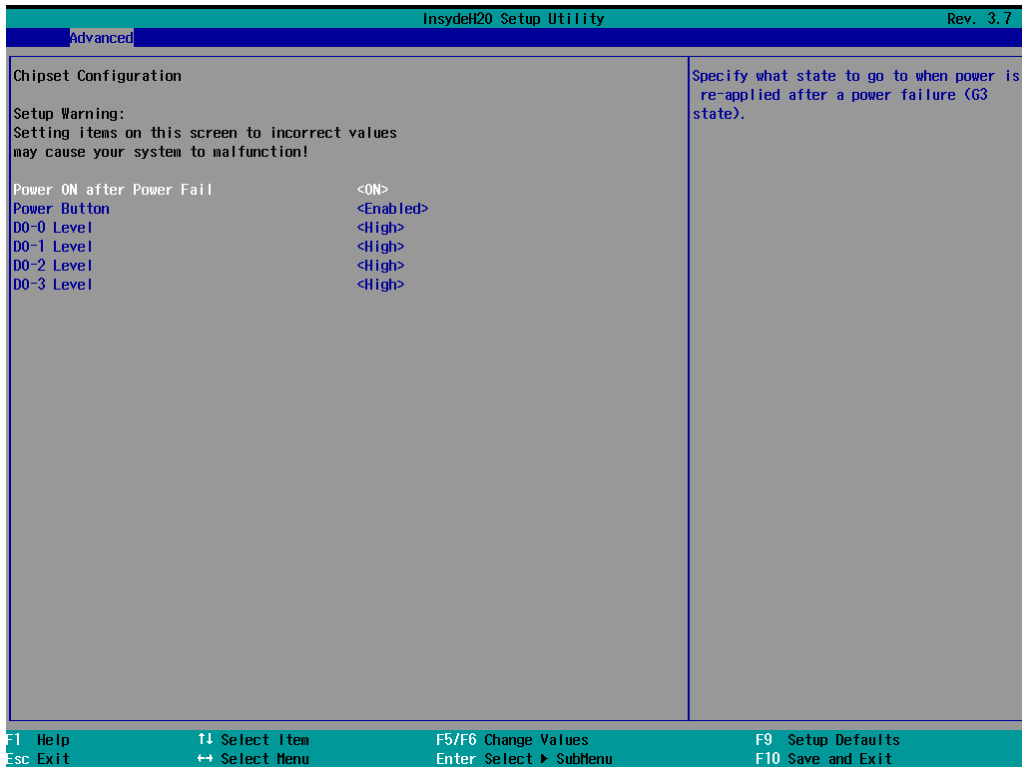 InsydeH20 Setup Utility Rev. 3.7
Advanced
Chipset Configuration
Setup Warning:
Setting items on this screen to incorrect values
may cause your system to malfunction!
Power ON after Power Fail <ON>
Power Button <Enabled>
DO-0 Level <High>
DO-1 Level <High>
DO-2 Level <High>
DO-3 Level <High>
Specify what state to go to when power is
re-applied after a power failure (G3
state).
F1 Help ↑↓ Select Item F5/F6 Change Values F9 Setup Defaults
Esc Exit ↔ Select Menu Enter Select ▶ SubMenu F10 Save and Exit